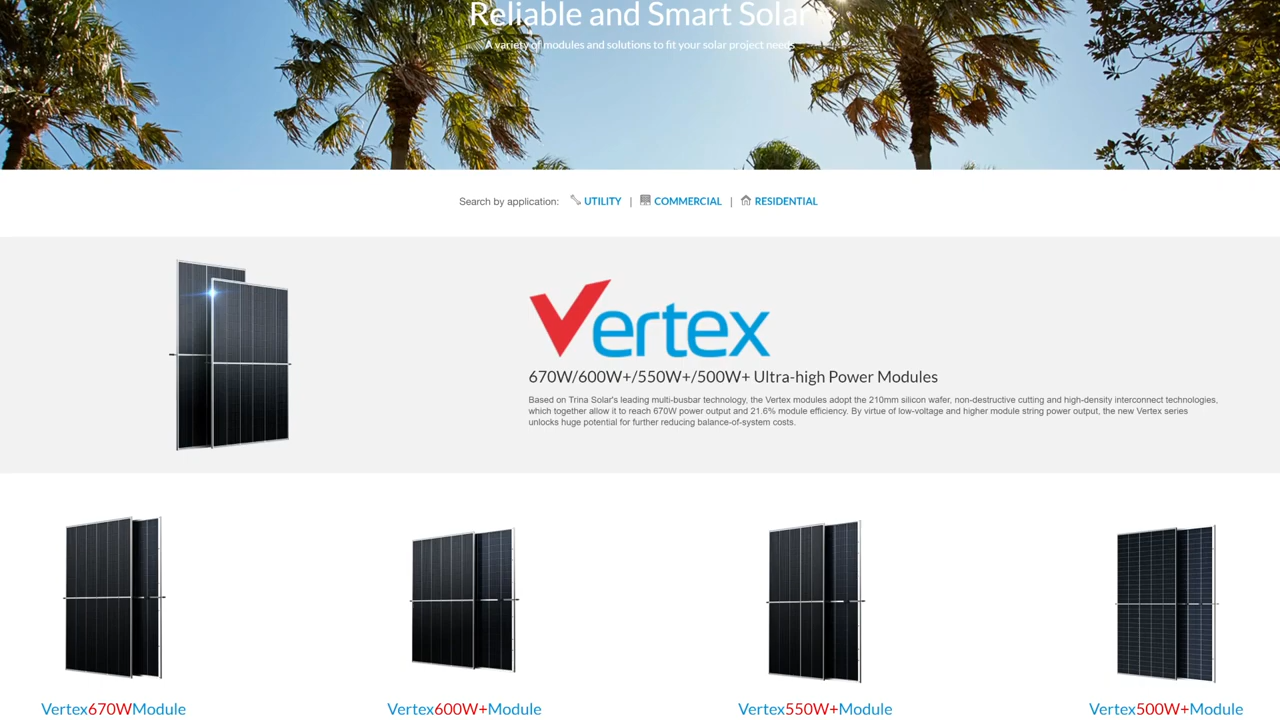 Reliable and Smart Solar
A variety of modules and solutions to fit your solar project needs
Search by application: UTILITY | COMMERCIAL | RESIDENTIAL
Vertex
670W/600W+/550W+/500W+ Ultra-high Power Modules
Based on Trina Solar's leading multi-busbar technology, the Vertex modules adopt the 210mm silicon wafer, non-destructive cutting and high-density interconnect technologies,
which together allow it to reach 670W power output and 21.6% module efficiency. By virtue of low-voltage and higher module string power output, the new Vertex series
unlocks huge potential for further reducing balance-of-system costs.
Vertex670WModule
Vertex600W+Module
Vertex550W+Module
Vertex500W+Module